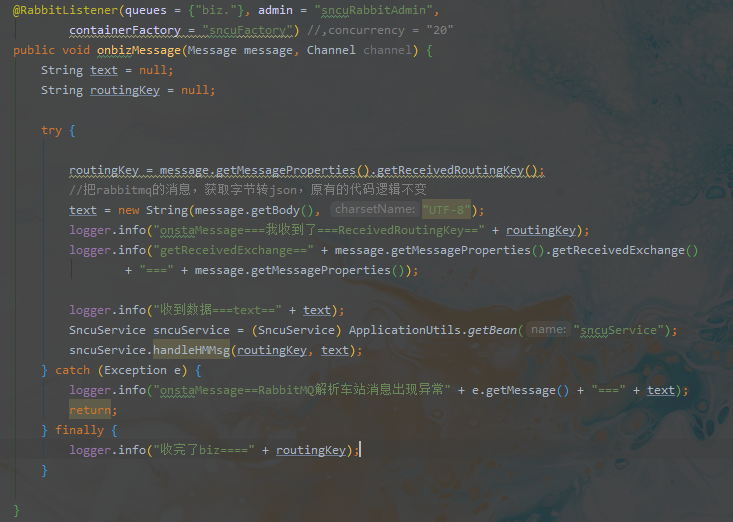 @RabbitListener(queues = {"biz."}, admin = "sncuRabbitAdmin",
containerFactory = "sncuFactory") //,concurrency = "20"
public void onbizMessage(Message message, Channel channel) {
String text = null;
String routingKey = null;
try {
routingKey = message.getMessageProperties().getReceivedRoutingKey();
//把rabbitmq的消息，获取字节转json，原有的代码逻辑不变
text = new String(message.getBody(), charsetName: "UTF-8");
logger.info("onstaMessage===我收到了===ReceivedRoutingKey==" + routingKey);
logger.info("getReceivedExchange==" + message.getMessageProperties().getReceivedExchange()
+ "===" + message.getMessageProperties());
logger.info("收到数据===text==" + text);
SncuService sncuService = (SncuService) ApplicationUtils.getBean( name: "sncuService");
sncuService.handleHMMsg(routingKey, text);
} catch (Exception e) {
logger.info("onstaMessage==RabbitMQ解析车站消息出现异常" + e.getMessage() + "===" + text);
return;
} finally {
logger.info("收完了biz====" + routingKey);
}
}